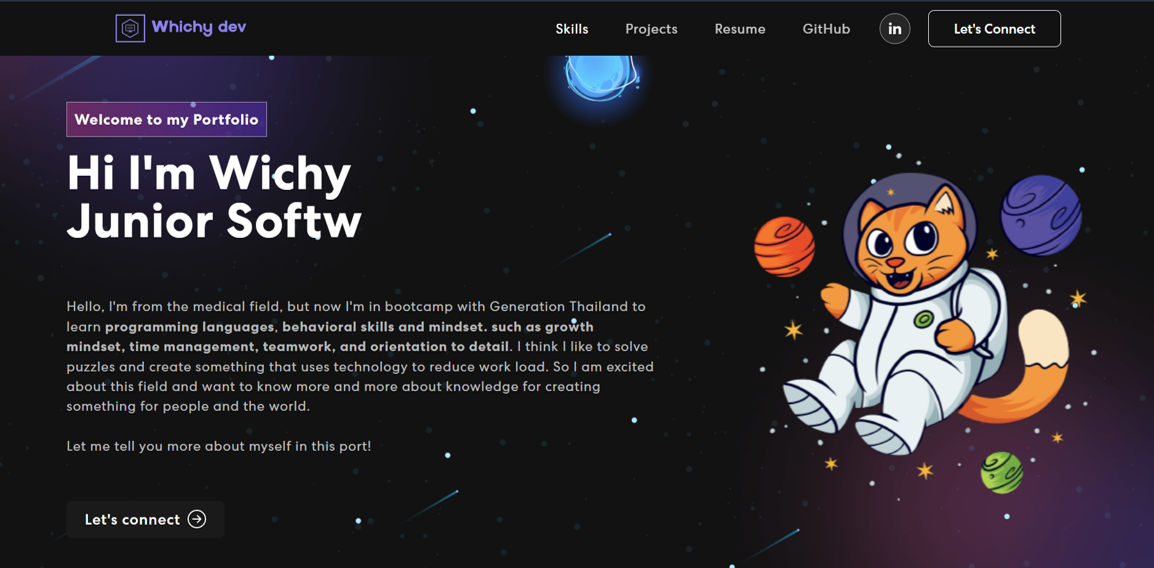 Whichy dev
Skills
Projects
Resume
GitHub
in
Let's Connect
Welcome to my Portfolio
Hi I'm Wichy
Junior Softw
Hello, I'm from the medical field, but now I'm in bootcamp with Generation Thailand to
learn programming languages, behavioral skills and mindset. such as growth
mindset, time management, teamwork, and orientation to detail. I think I like to solve
puzzles and create something that uses technology to reduce work load. So I am excited
about this field and want to know more and more about knowledge for creating
something for people and the world.
Let me tell you more about myself in this port!
Let's connect